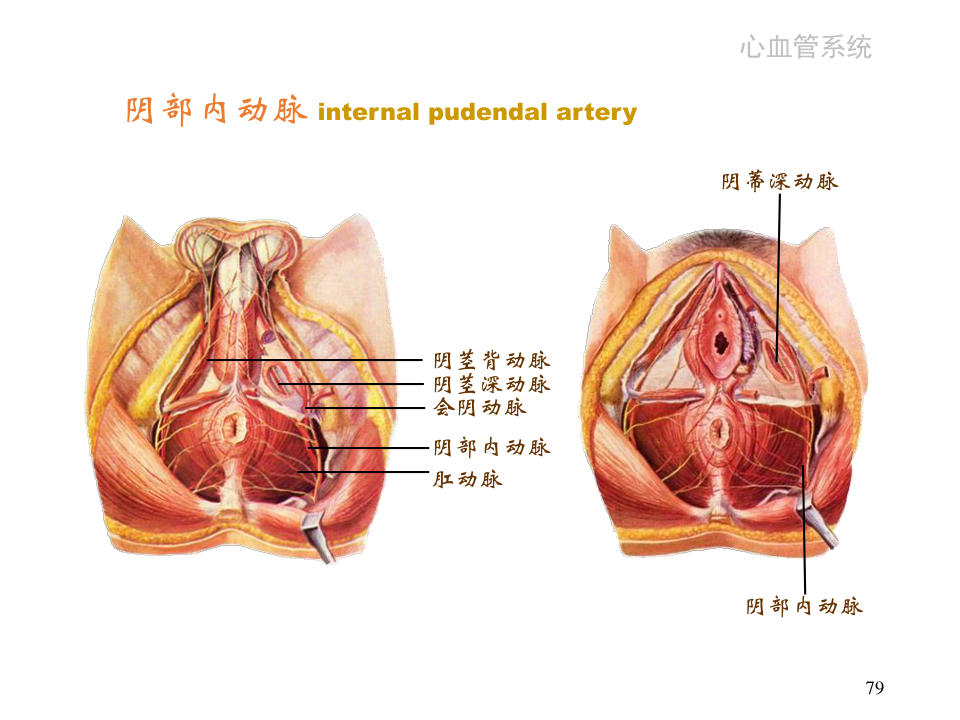 心血管系统
阴部内动脉 internal pudendal artery
阴蒂深动脉
阴茎背动脉
阴茎深动脉
会阴动脉
阴部内动脉
肛动脉
阴部内动脉
79